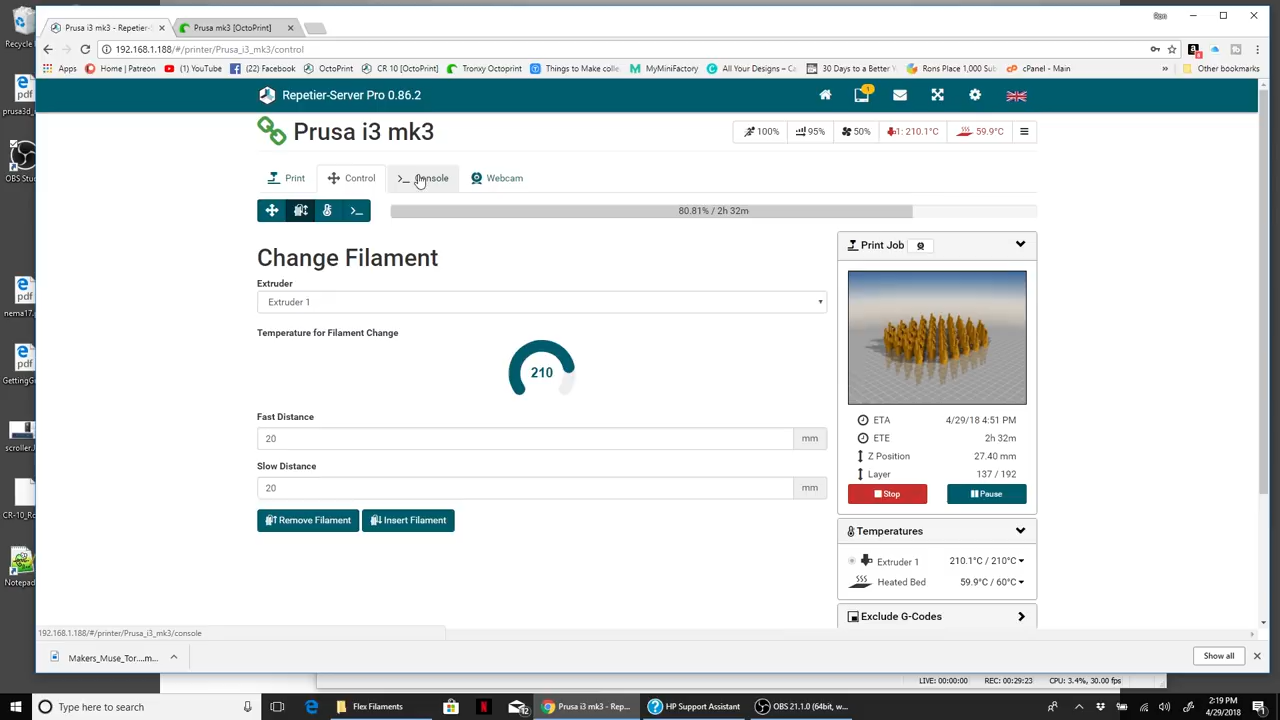 Prusa i3 mk3 - Repetier-S
Prusa mk3 [OctoPrint]
Ron
192.168.1.188/#/printer/Prusa_i3_mk3/control
Apps
Home | Patreon
(1) YouTube
(22) Facebook
OctoPrint
CR 10 [OctoPrint]
Tronxy Octoprint
Things to Make colle
MyMiniFactory
All Your Designs – Ca
30 Days to a Better V
Rons Place 1,000 Sub
cPanel - Main
»
Other bookmarks
Repetier-Server Pro 0.86.2
1
Prusa i3 mk3
100%
95%
50%
1: 210.1°C
59.9°C
Print
Control
Console
Webcam
80.81% / 2h 32m
Change Filament
Extruder
Extruder 1
Temperature for Filament Change
210
Fast Distance
20
mm
Slow Distance
20
mm
Remove Filament
Insert Filament
Print Job
ETA
4/29/18 4:51 PM
ETE
2h 32m
Z Position
27.40 mm
Layer
137 / 192
Stop
Pause
Temperatures
Extruder 1
210.1°C / 210°C
Heated Bed
59.9°C / 60°C
Exclude G-Codes
192.168.1.188/#/printer/Prusa_i3_mk3/console
Makers_Muse_Tor....m...
Show all
LIVE: 00:00:00
REC: 00:29:23
CPU: 3.4%, 30.00 fps
Recycle
nema17.p
Getting
scroller.
CR-10_Ro
Notepad
Type here to search
Flex Filaments
12
Prusa i3 mk3 - Rep...
HP Support Assistant
OBS 21.1.0 (64bit, w...
2:19 PM
4/29/2018